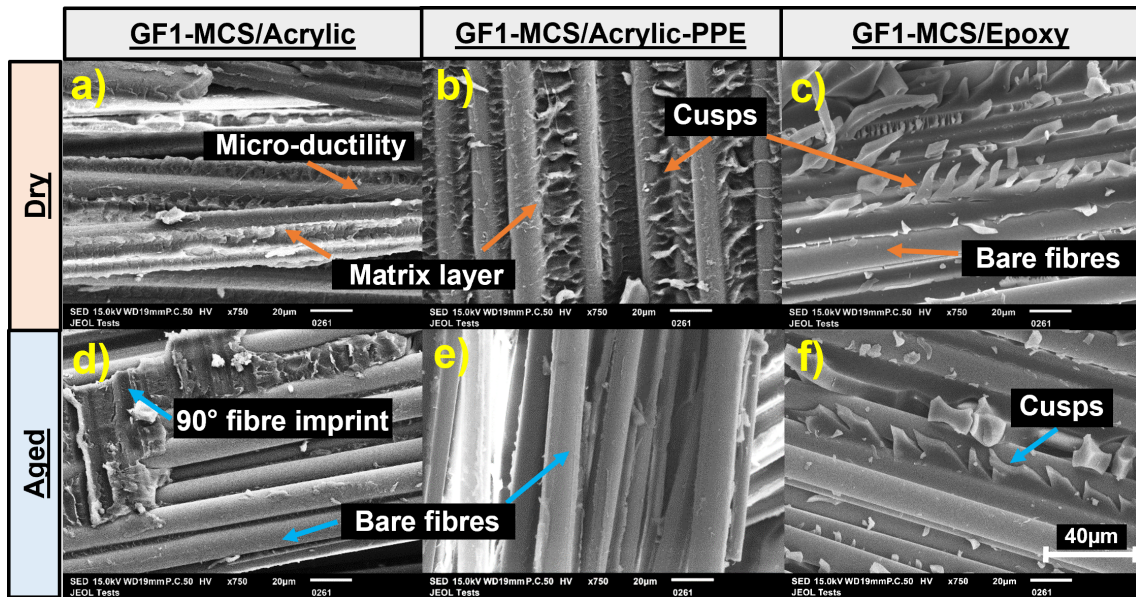 GF1-MCS/Acrylic
GF1-MCS/Acrylic-PPE
GF1-MCS/Epoxy
Dry
a)
Micro-ductility
Matrix layer
SED 15.0kV WD19mmP.C.50 HV x750 20µm
JEOL Tests 0261
b)
Cusps
SED 15.0kV WD19mmP.C.50 HV x750 20µm
JEOL Tests 0261
c)
Bare fibres
SED 15.0kV WD19mmP.C.50 HV x750 20µm
JEOL Tests 0261
Aged
d)
90° fibre imprint
Bare fibres
SED 15.0kV WD19mmP.C.50 HV x750 20µm
JEOL Tests 0261
e)
SED 15.0kV WD19mmP.C.50 HV x750 20µm
JEOL Tests 0261
f)
Cusps
40µm
SED 15.0kV WD19mmP.C.50 HV x750 20µm
JEOL Tests 0261